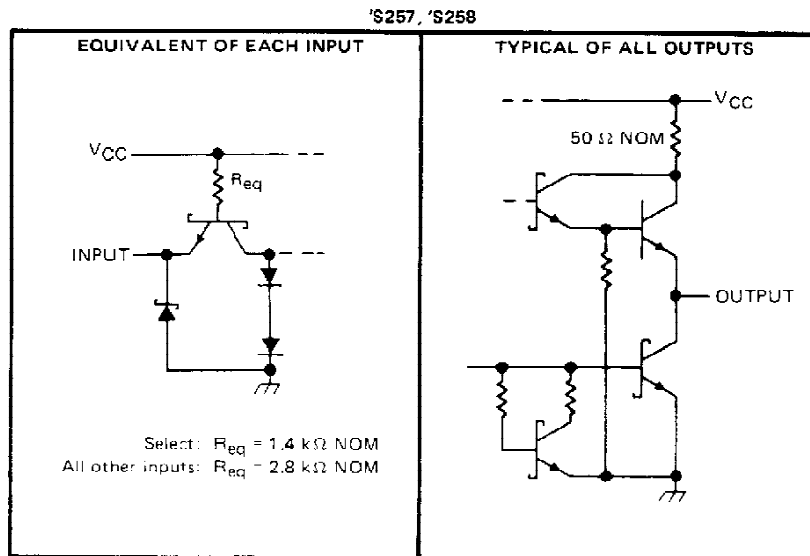 'S257, 'S258
EQUIVALENT OF EACH INPUT
VCC
Req
INPUT
Select: Req = 1.4 kΩ NOM
All other inputs: Req = 2.8 kΩ NOM
TYPICAL OF ALL OUTPUTS
VCC
50 Ω NOM
OUTPUT